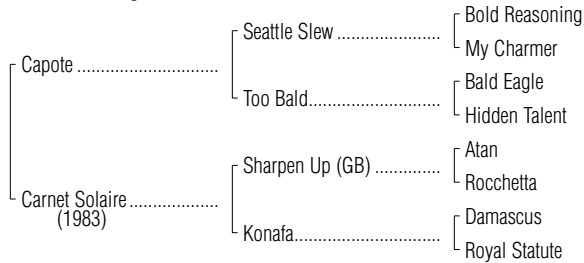 Bold Reasoning
Seattle Slew ..................
My Charmer
Capote ...........................
Bald Eagle
Too Bald.........................
Hidden Talent
Atan
Sharpen Up (GB) ..............
Rocchetta
Carnet Solaire .................
(1983)
Damascus
Konafa............................
Royal Statute